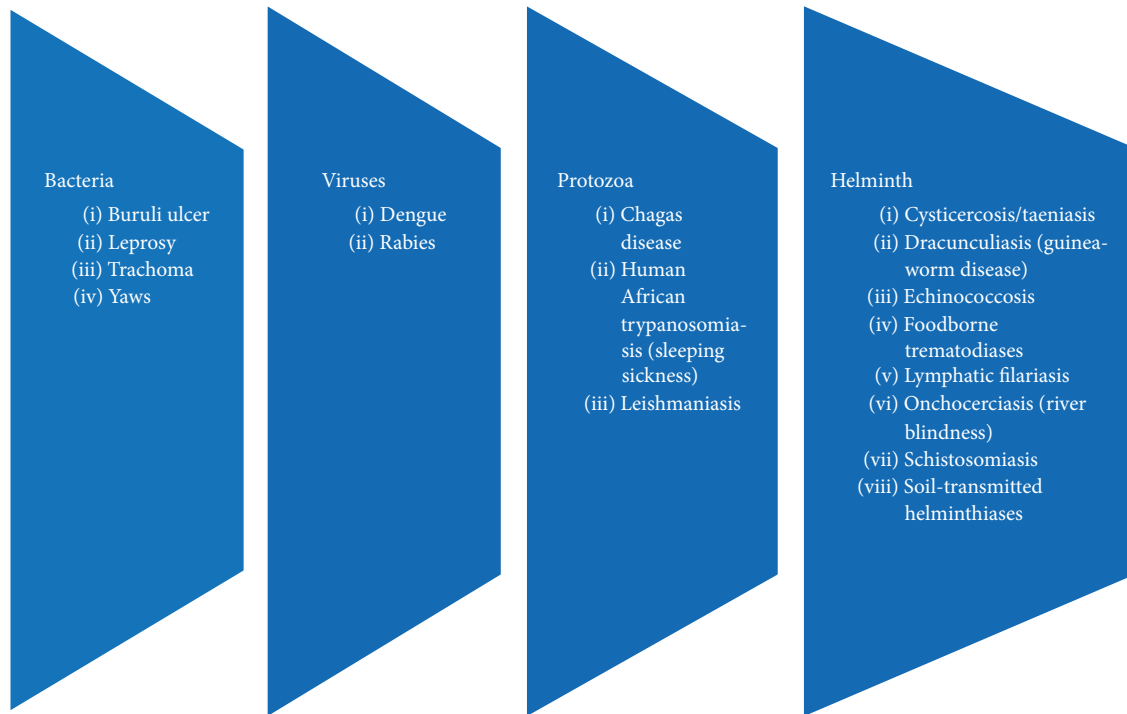 Bacteria
(i) Buruli ulcer
(ii) Leprosy
(iii) Trachoma
(iv) Yaws
Viruses
(i) Dengue
(ii) Rabies
Protozoa
(i) Chagas
disease
(ii) Human
African
trypanosomia-
sis (sleeping
sickness)
(iii) Leishmaniasis
Helminth
(i) Cysticercosis/taeniasis
(ii) Dracunculiasis (guinea-
worm disease)
(iii) Echinococcosis
(iv) Foodborne
trematodiases
(v) Lymphatic filariasis
(vi) Onchocerciasis (river
blindness)
(vii) Schistosomiasis
(viii) Soil-transmitted
helminthiases